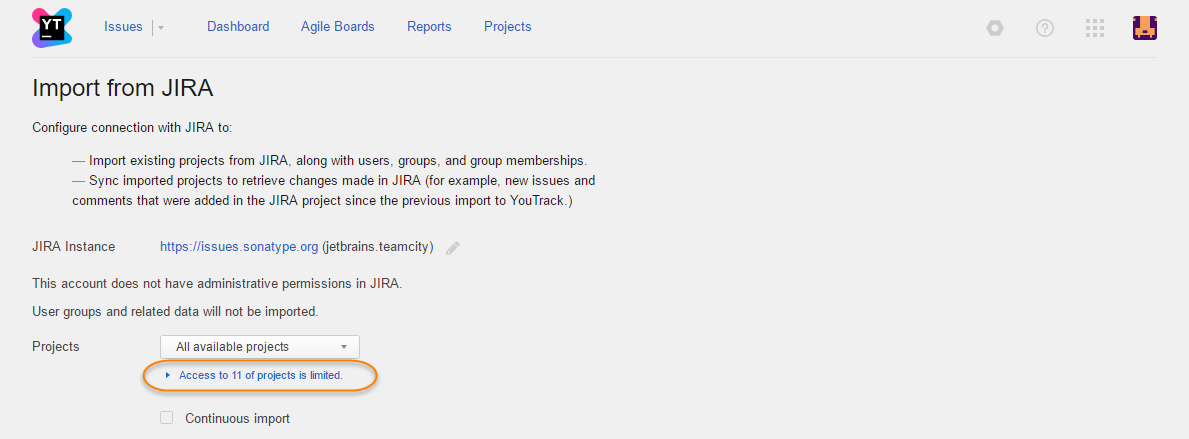 YT
Issues Dashboard Agile Boards Reports Projects
Import from JIRA
Configure connection with JIRA to:
— Import existing projects from JIRA, along with users, groups, and group memberships.
— Sync imported projects to retrieve changes made in JIRA (for example, new issues and
comments that were added in the JIRA project since the previous import to YouTrack.)
JIRA Instance https://issues.sonatype.org (jetbrains.teamcity)
This account does not have administrative permissions in JIRA.
User groups and related data will not be imported.
Projects All available projects
Access to 11 of projects is limited.
Continuous import